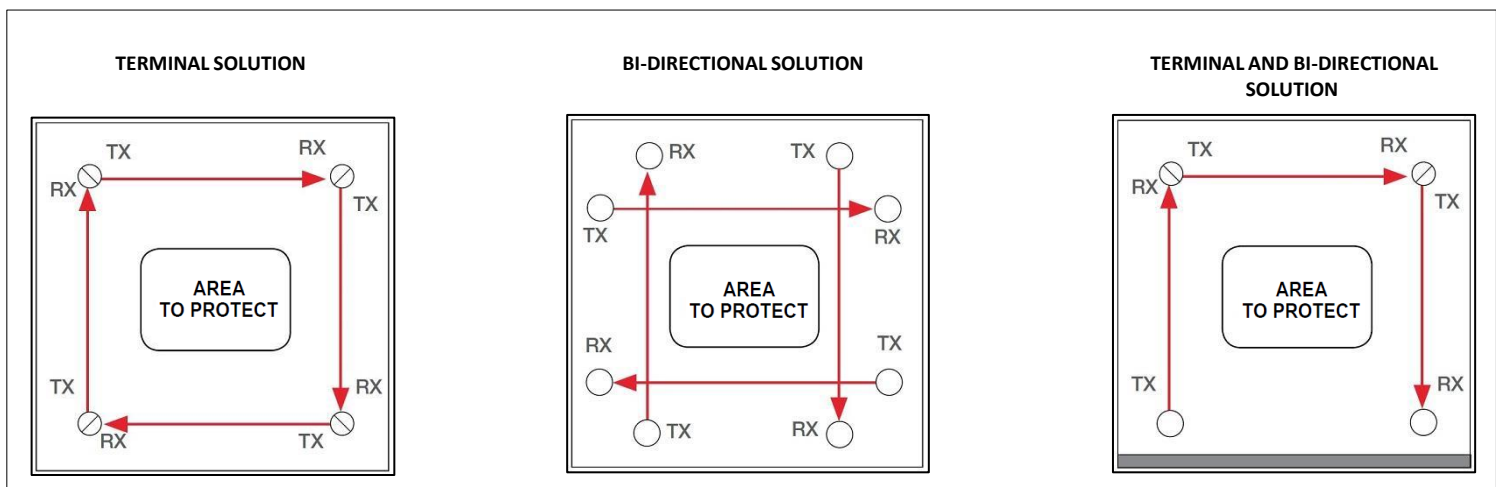 TERMINAL SOLUTION
TX
RX
RX
TX
AREA
TO PROTECT
TX
RX
RX
TX
BI-DIRECTIONAL SOLUTION
RX
TX
TX
RX
AREA
TO PROTECT
RX
TX
TX
RX
TERMINAL AND BI-DIRECTIONAL
SOLUTION
TX
RX
RX
TX
AREA
TO PROTECT
TX
RX